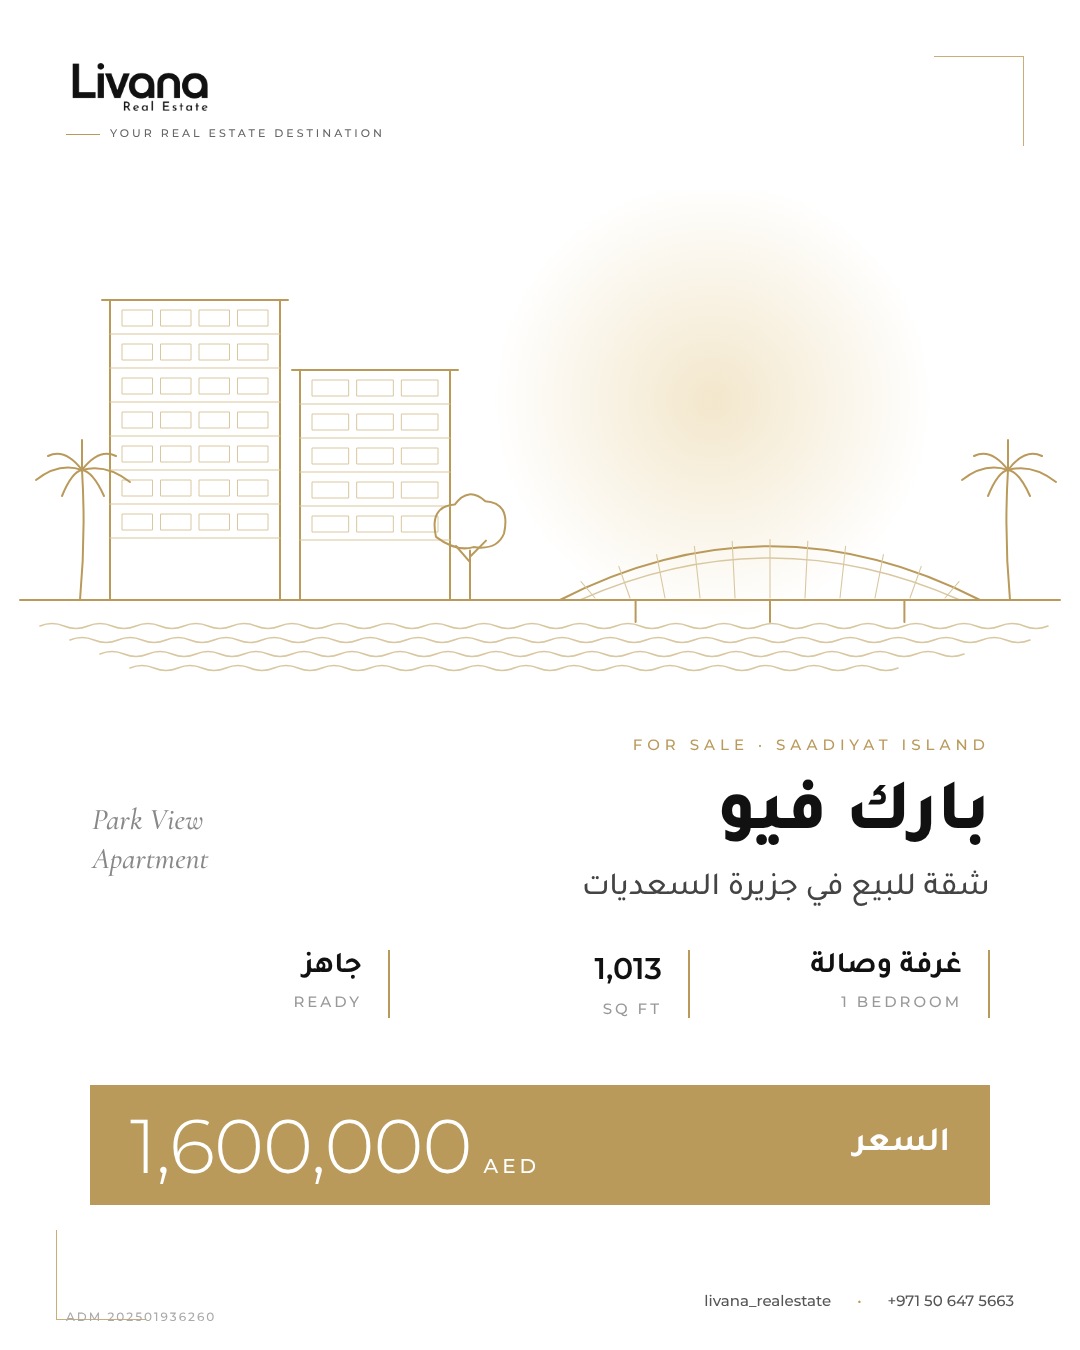 Livana
Real Estate
YOUR REAL ESTATE DESTINATION
FOR SALE · SAADIYAT ISLAND
بارك فيو
Park View
Apartment
شقة للبيع في جزيرة السعديات
غرفة وصالة
1 BEDROOM
1,013
SQ FT
جاهز
READY
السعر
1,600,000 AED
ADM 202501936260
livana_realestate · +971 50 647 5663